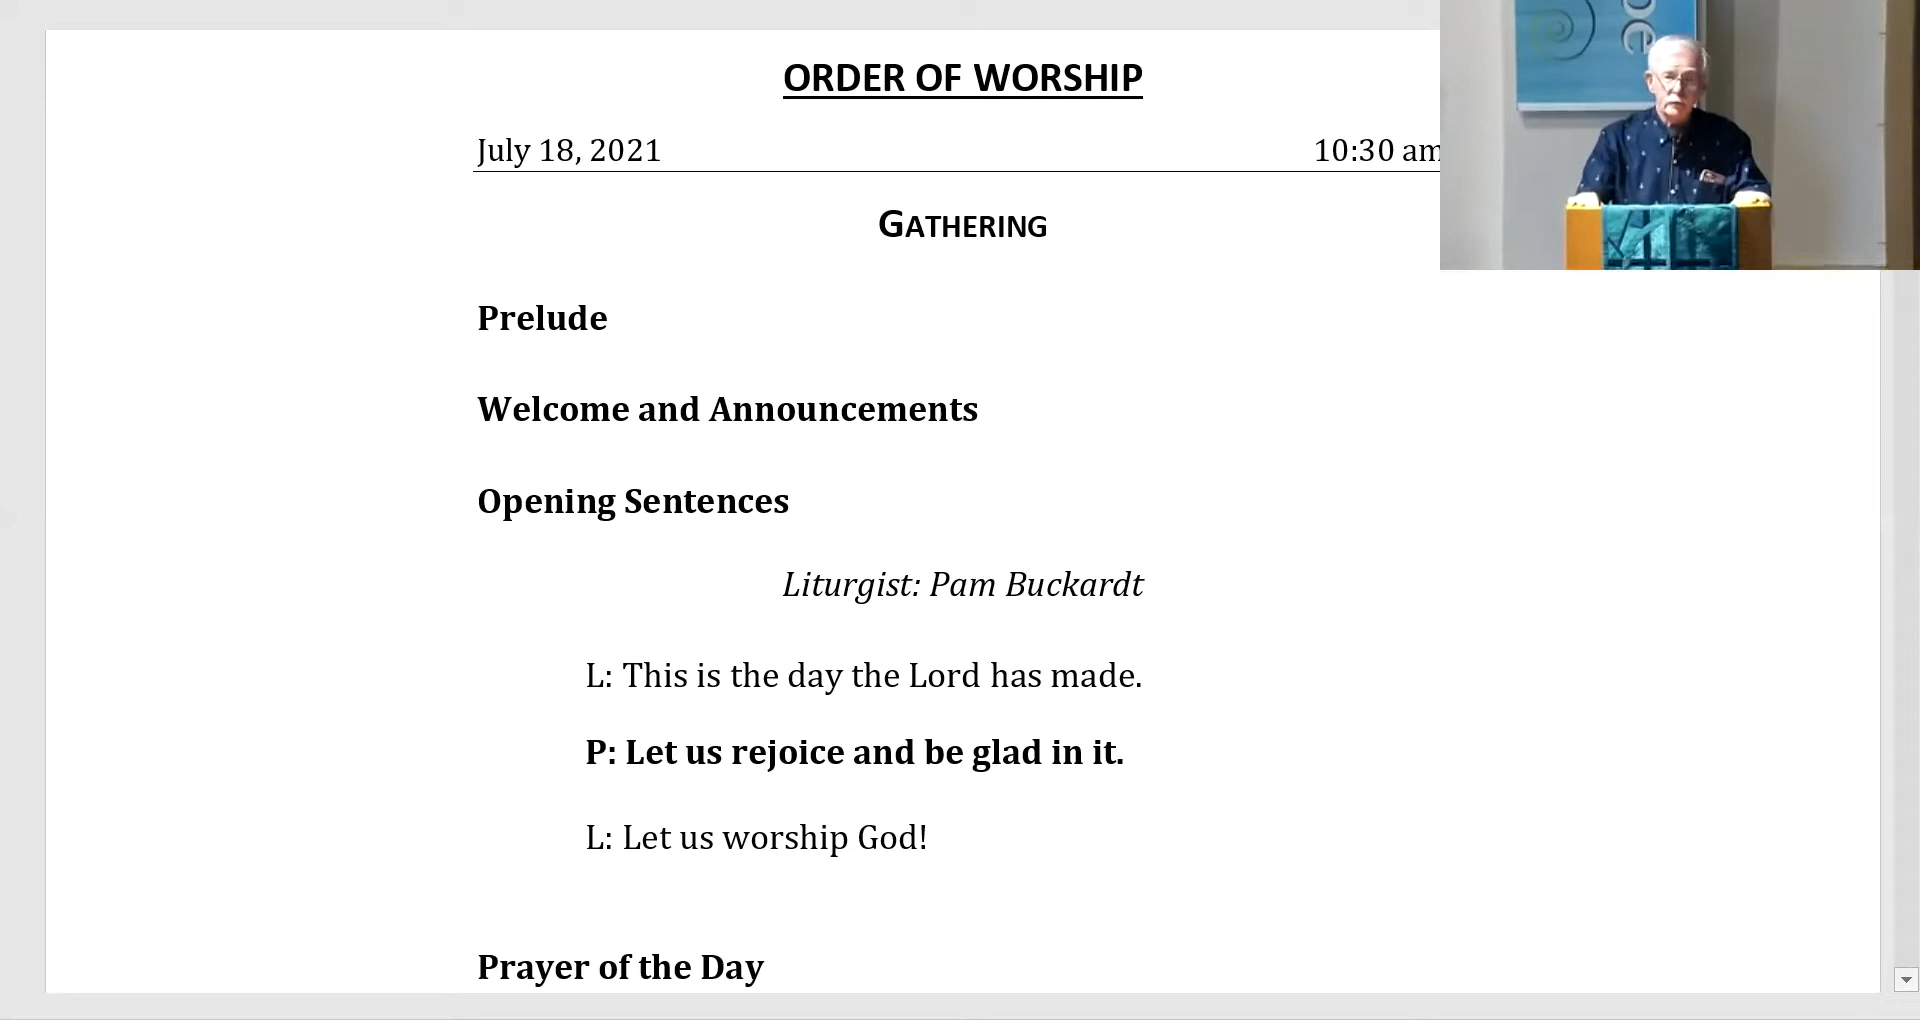 ORDER OF WORSHIP
July 18, 2021 10:30 am
GATHERING
Prelude
Welcome and Announcements
Opening Sentences
Liturgist: Pam Buckardt
L: This is the day the Lord has made.
P: Let us rejoice and be glad in it.
L: Let us worship God!
Prayer of the Day